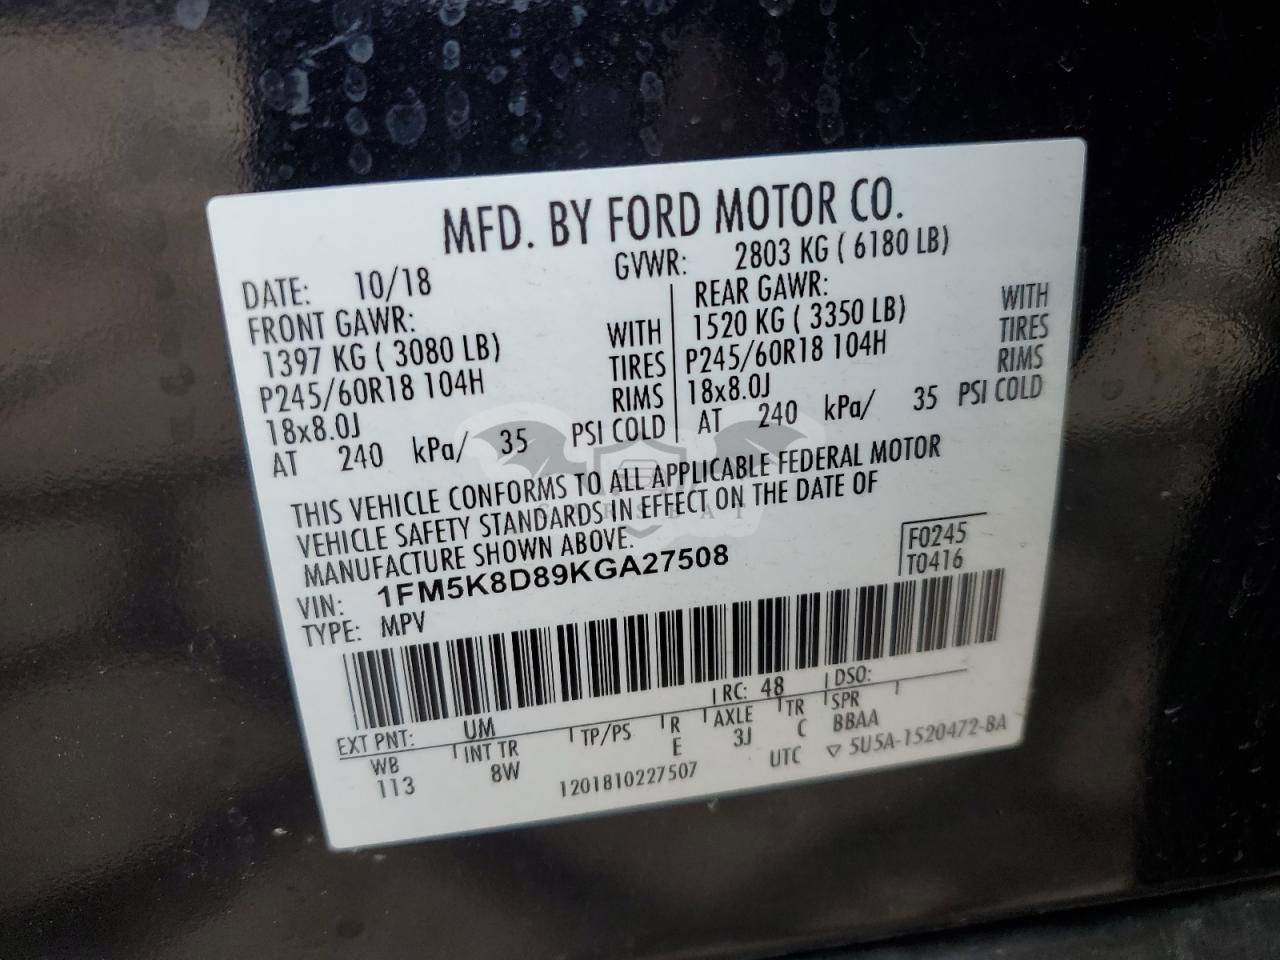 MFD. BY FORD MOTOR CO.
DATE: 10/18 GVWR: 2803 KG ( 6180 LB)
FRONT GAWR: REAR GAWR:
1397 KG ( 3080 LB) WITH 1520 KG ( 3350 LB) WITH
P245/60R18 104H TIRES P245/60R18 104H TIRES
18x8.0J RIMS 18x8.0J RIMS
AT 240 kPa/ 35 PSI COLD AT 240 kPa/ 35 PSI COLD
THIS VEHICLE CONFORMS TO ALL APPLICABLE FEDERAL MOTOR
VEHICLE SAFETY STANDARDS IN EFFECT ON THE DATE OF
MANUFACTURE SHOWN ABOVE.
VIN: 1FM5K8D89KGA27508 F0245
TYPE: MPV T0416
EXT PNT: UM RC: 48 DSO:
WB INT TR TP/PS R AXLE TR SPR
113 8W E 3J C BBAA
1201810227507 UTC ▽ 5U5A-1520472-BA